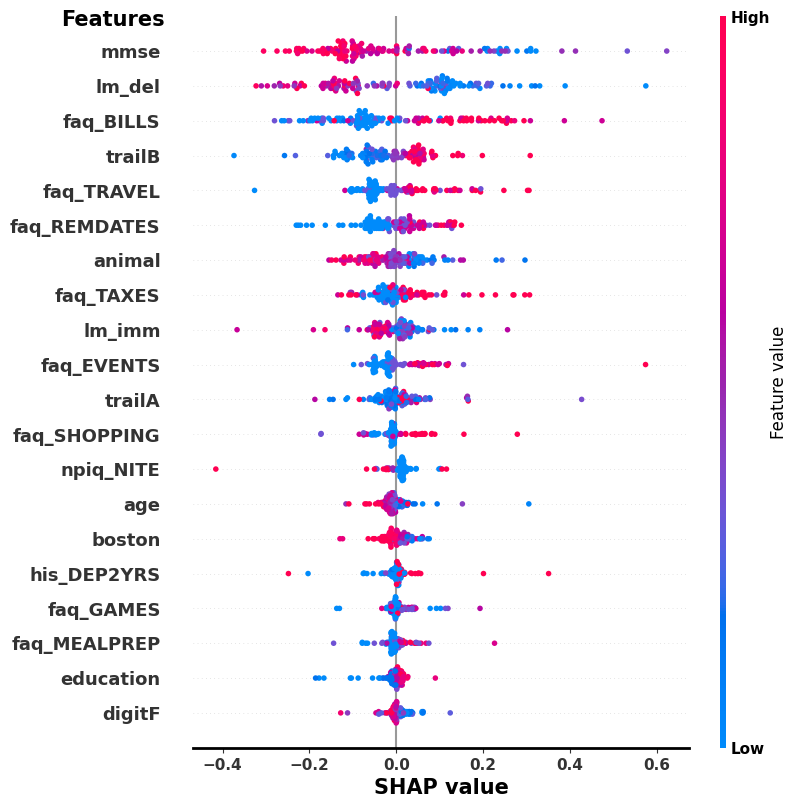 Features
High
mmse
lm_del
faq_BILLS
trailB
faq_TRAVEL
faq_REMDATES
animal
faq_TAXES
lm_imm
faq_EVENTS
trailA
faq_SHOPPING
npiq_NITE
age
boston
his_DEP2YRS
faq_GAMES
faq_MEALPREP
education
digitF
Feature value
Low
−0.4 −0.2 0.0 0.2 0.4 0.6
SHAP value